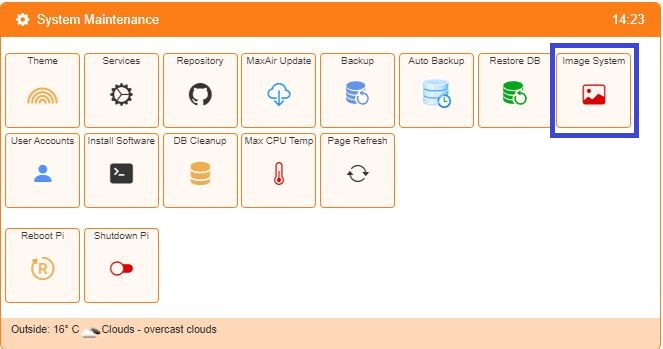 System Maintenance 14:23
Theme Services Repository MaxAir Update Backup Auto Backup Restore DB Image System
User Accounts Install Software DB Cleanup Max CPU Temp Page Refresh
Reboot Pi Shutdown Pi
Outside: 16° C Clouds - overcast clouds